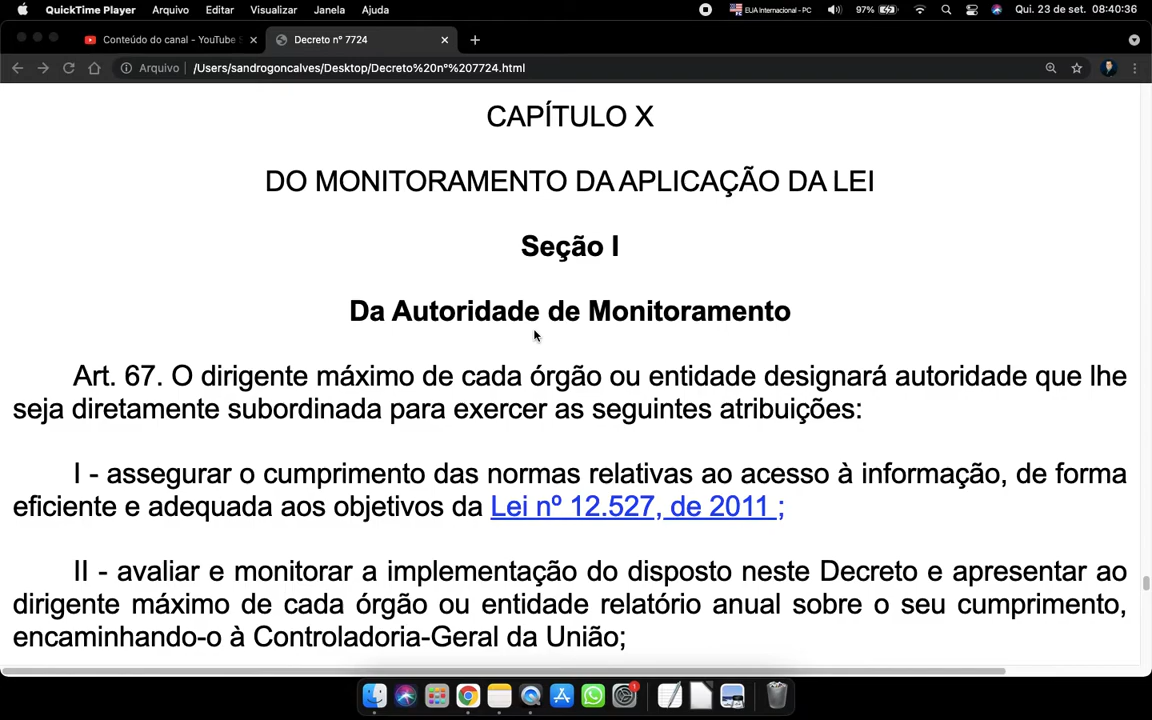 QuickTime Player Arquivo Editar Visualizar Janela Ajuda EUA Internacional - PC 97% Qui. 23 de set. 08:40:36
Conteúdo do canal - YouTube Decreto nº 7724
Arquivo /Users/sandrogoncalves/Desktop/Decreto%20nº%207724.html
CAPÍTULO X
DO MONITORAMENTO DA APLICAÇÃO DA LEI
Seção I
Da Autoridade de Monitoramento
Art. 67. O dirigente máximo de cada órgão ou entidade designará autoridade que lhe
seja diretamente subordinada para exercer as seguintes atribuições:
I - assegurar o cumprimento das normas relativas ao acesso à informação, de forma
eficiente e adequada aos objetivos da Lei nº 12.527, de 2011 ;
II - avaliar e monitorar a implementação do disposto neste Decreto e apresentar ao
dirigente máximo de cada órgão ou entidade relatório anual sobre o seu cumprimento,
encaminhando-o à Controladoria-Geral da União;
1